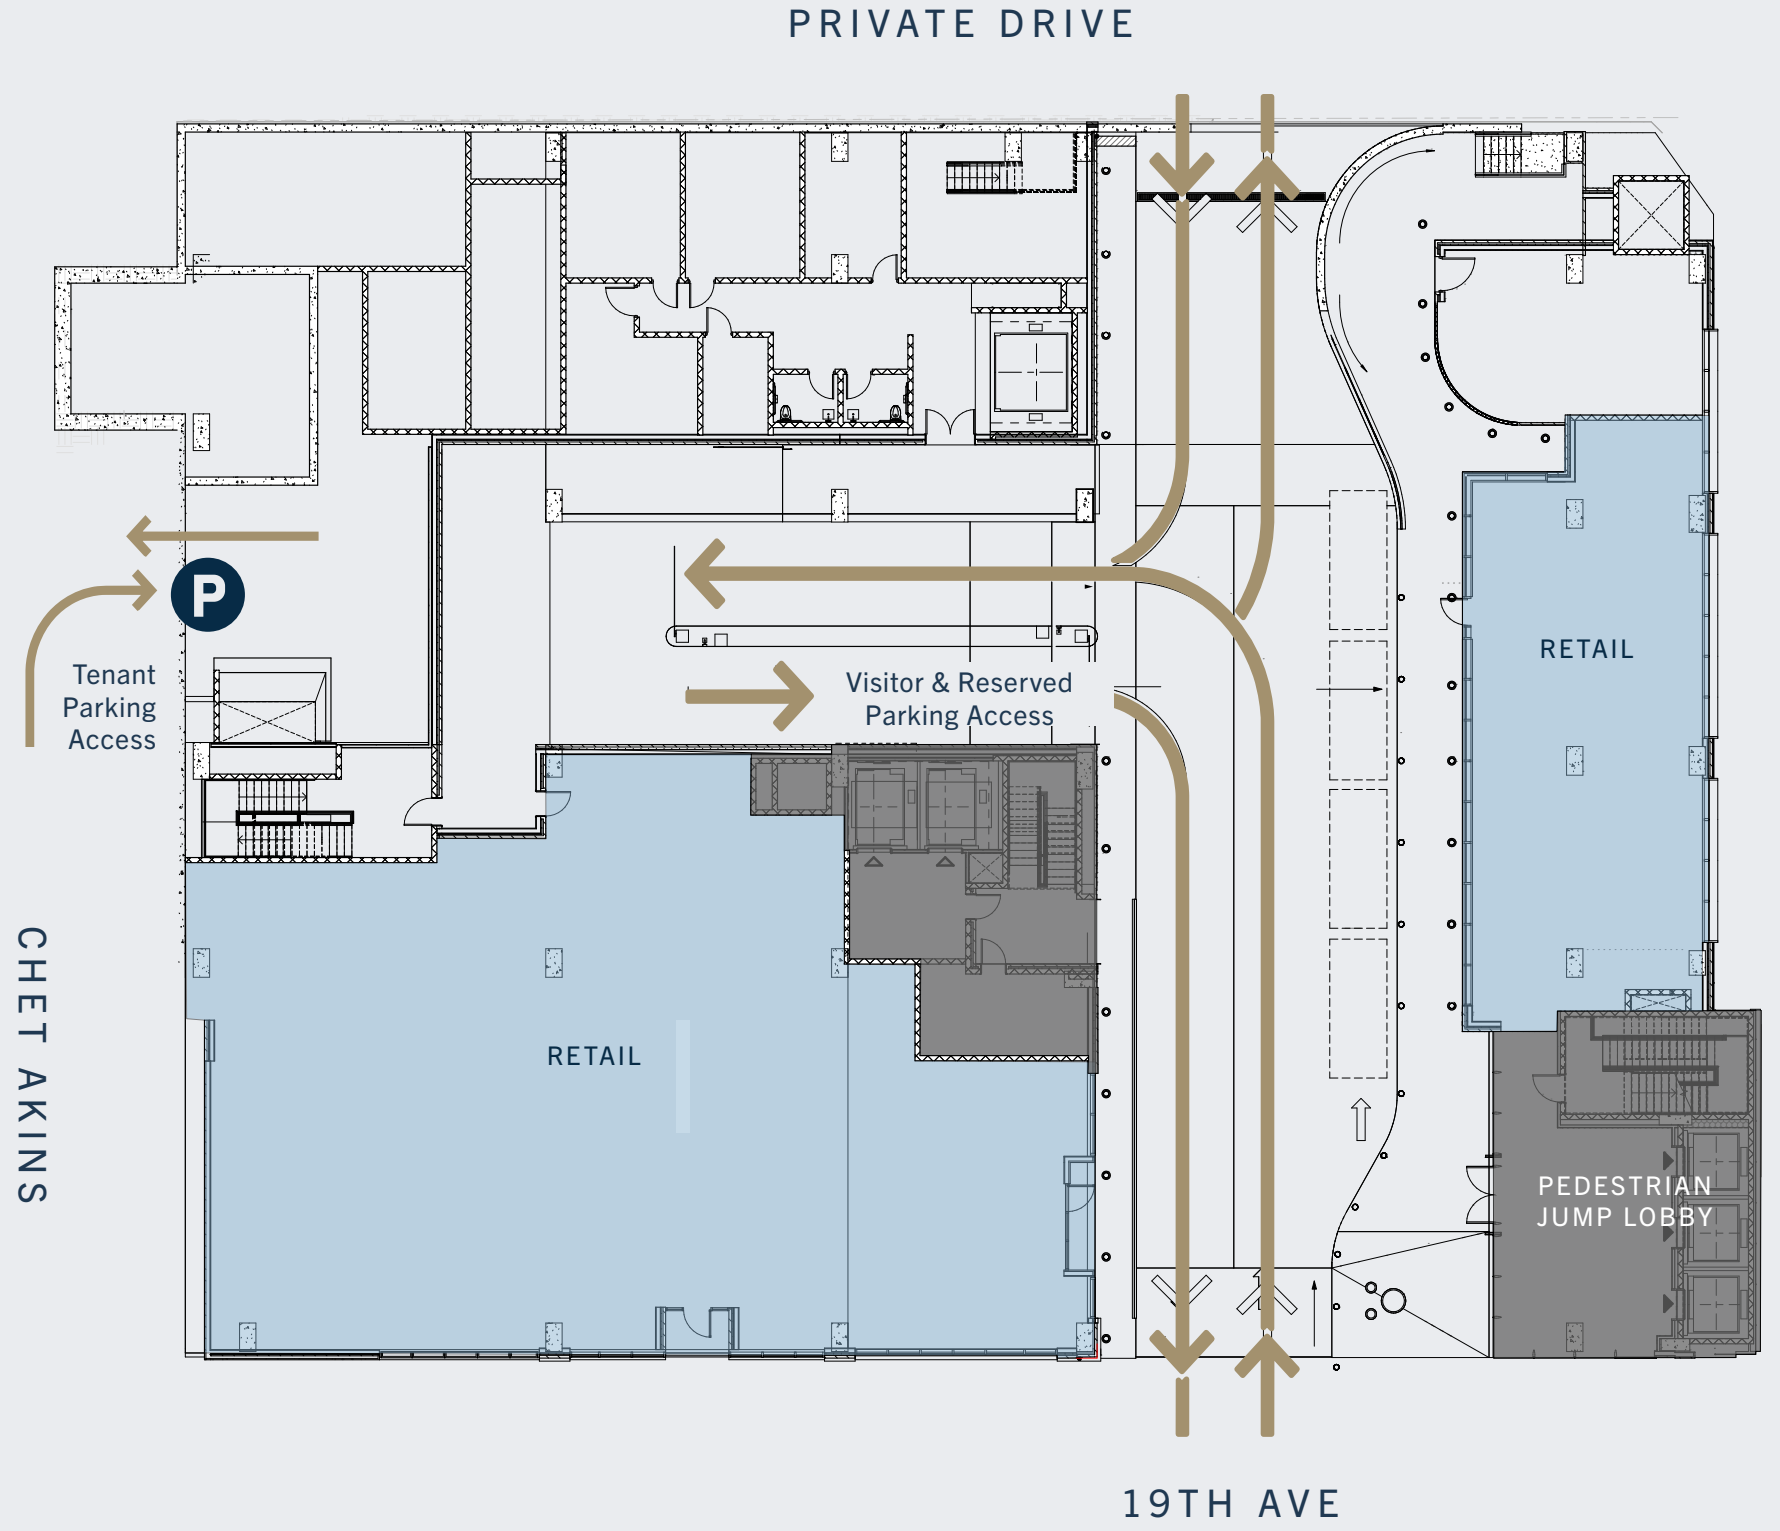 PRIVATE DRIVE
P
Tenant
Parking
Access
Visitor & Reserved
Parking Access
RETAIL
CHET AKINS
RETAIL
PEDESTRIAN
JUMP LOBBY
19TH AVE